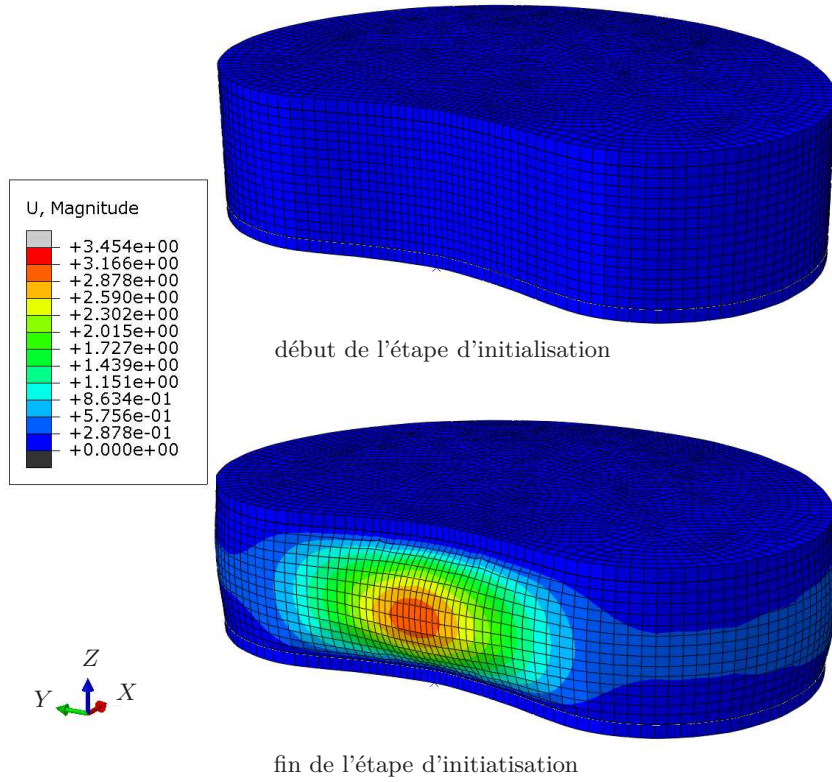 U, Magnitude
+3.454e+00
+3.166e+00
+2.878e+00
+2.590e+00
+2.302e+00
+2.015e+00
+1.727e+00
+1.439e+00
+1.151e+00
+8.634e-01
+5.756e-01
+2.878e-01
+0.000e+00
début de l'étape d'initialisation
Z
Y
X
fin de l'étape d'initiatisation